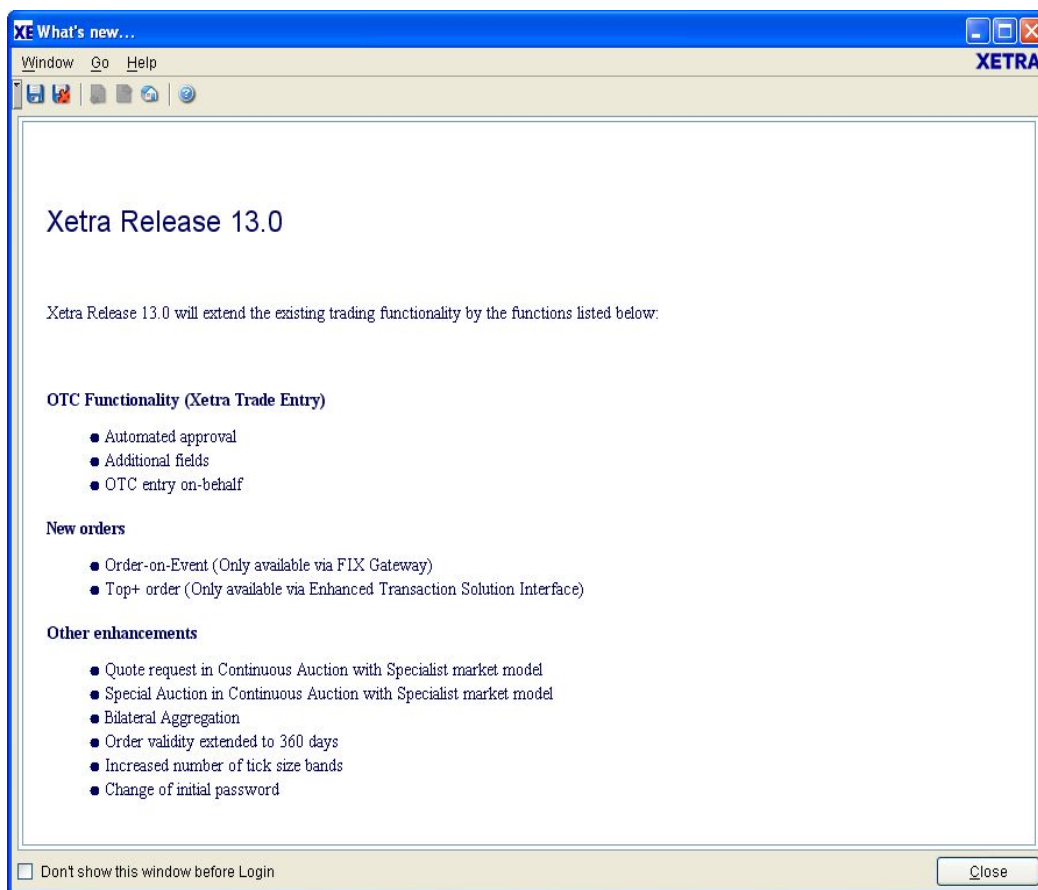 XE What's new...
Window Go Help
XETRA
Xetra Release 13.0
Xetra Release 13.0 will extend the existing trading functionality by the functions listed below:
OTC Functionality (Xetra Trade Entry)
Automated approval
Additional fields
OTC entry on-behalf
New orders
Order-on-Event (Only available via FIX Gateway)
Top+ order (Only available via Enhanced Transaction Solution Interface)
Other enhancements
Quote request in Continuous Auction with Specialist market model
Special Auction in Continuous Auction with Specialist market model
Bilateral Aggregation
Order validity extended to 360 days
Increased number of tick size bands
Change of initial password
Don't show this window before Login
Close